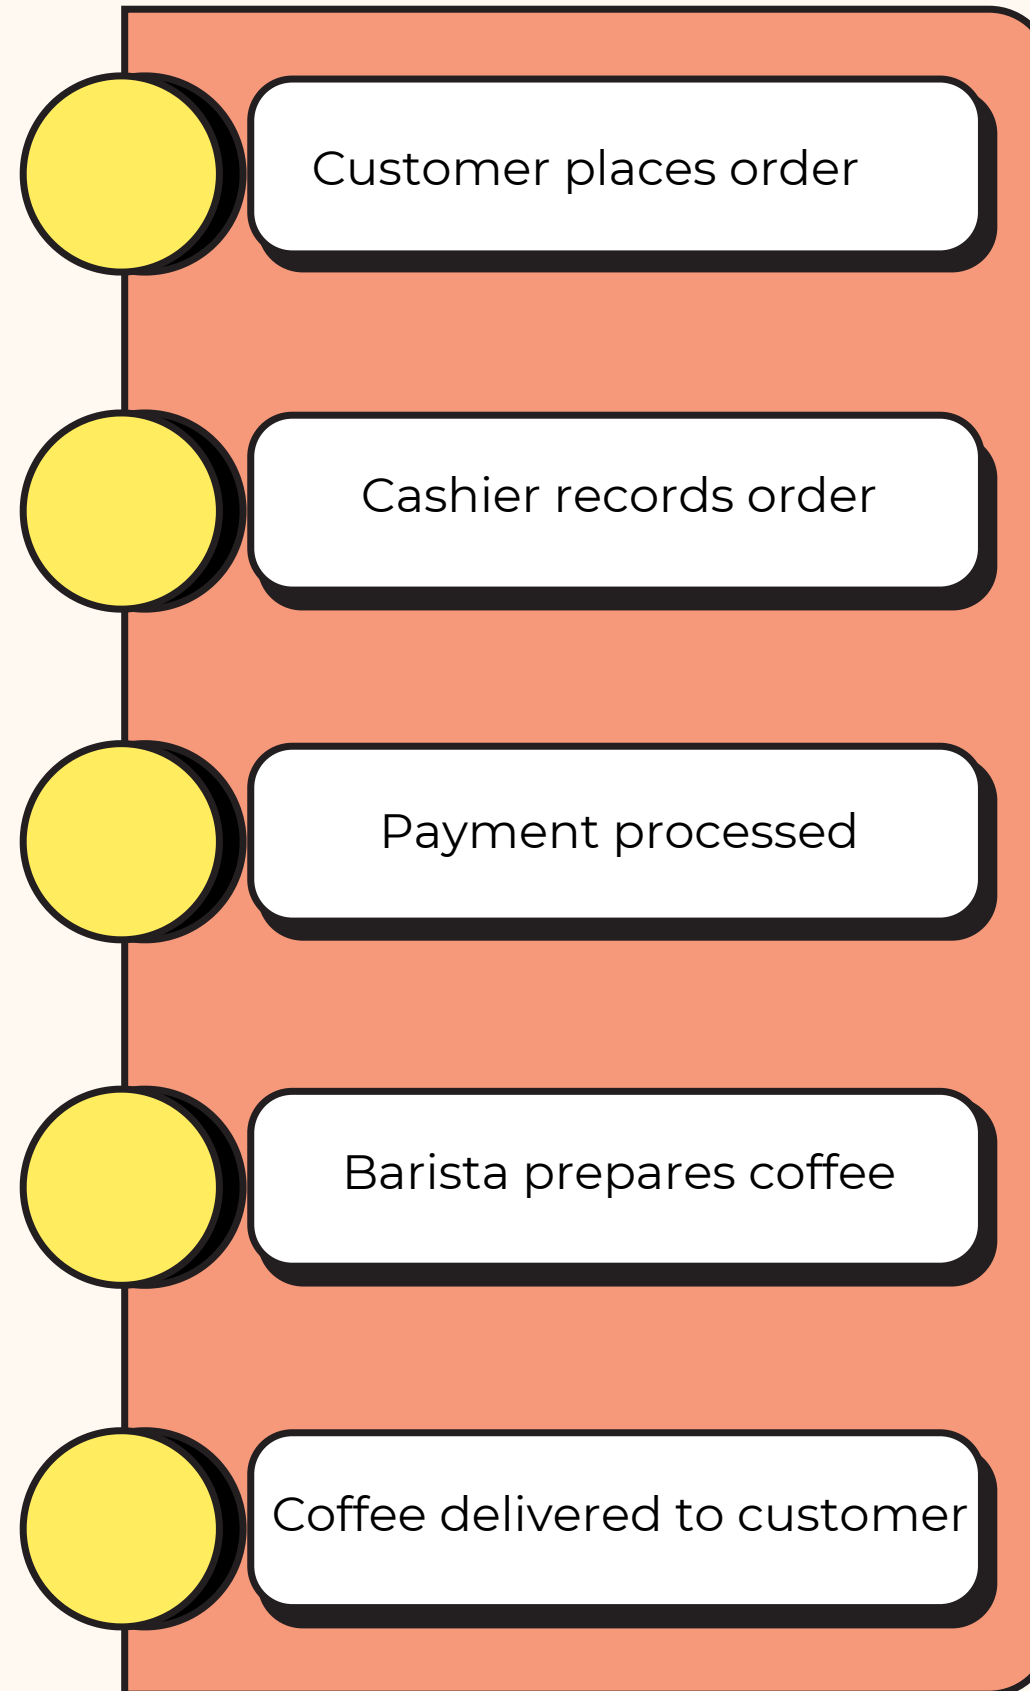 Customer places order
Cashier records order
Payment processed
Barista prepares coffee
Coffee delivered to customer